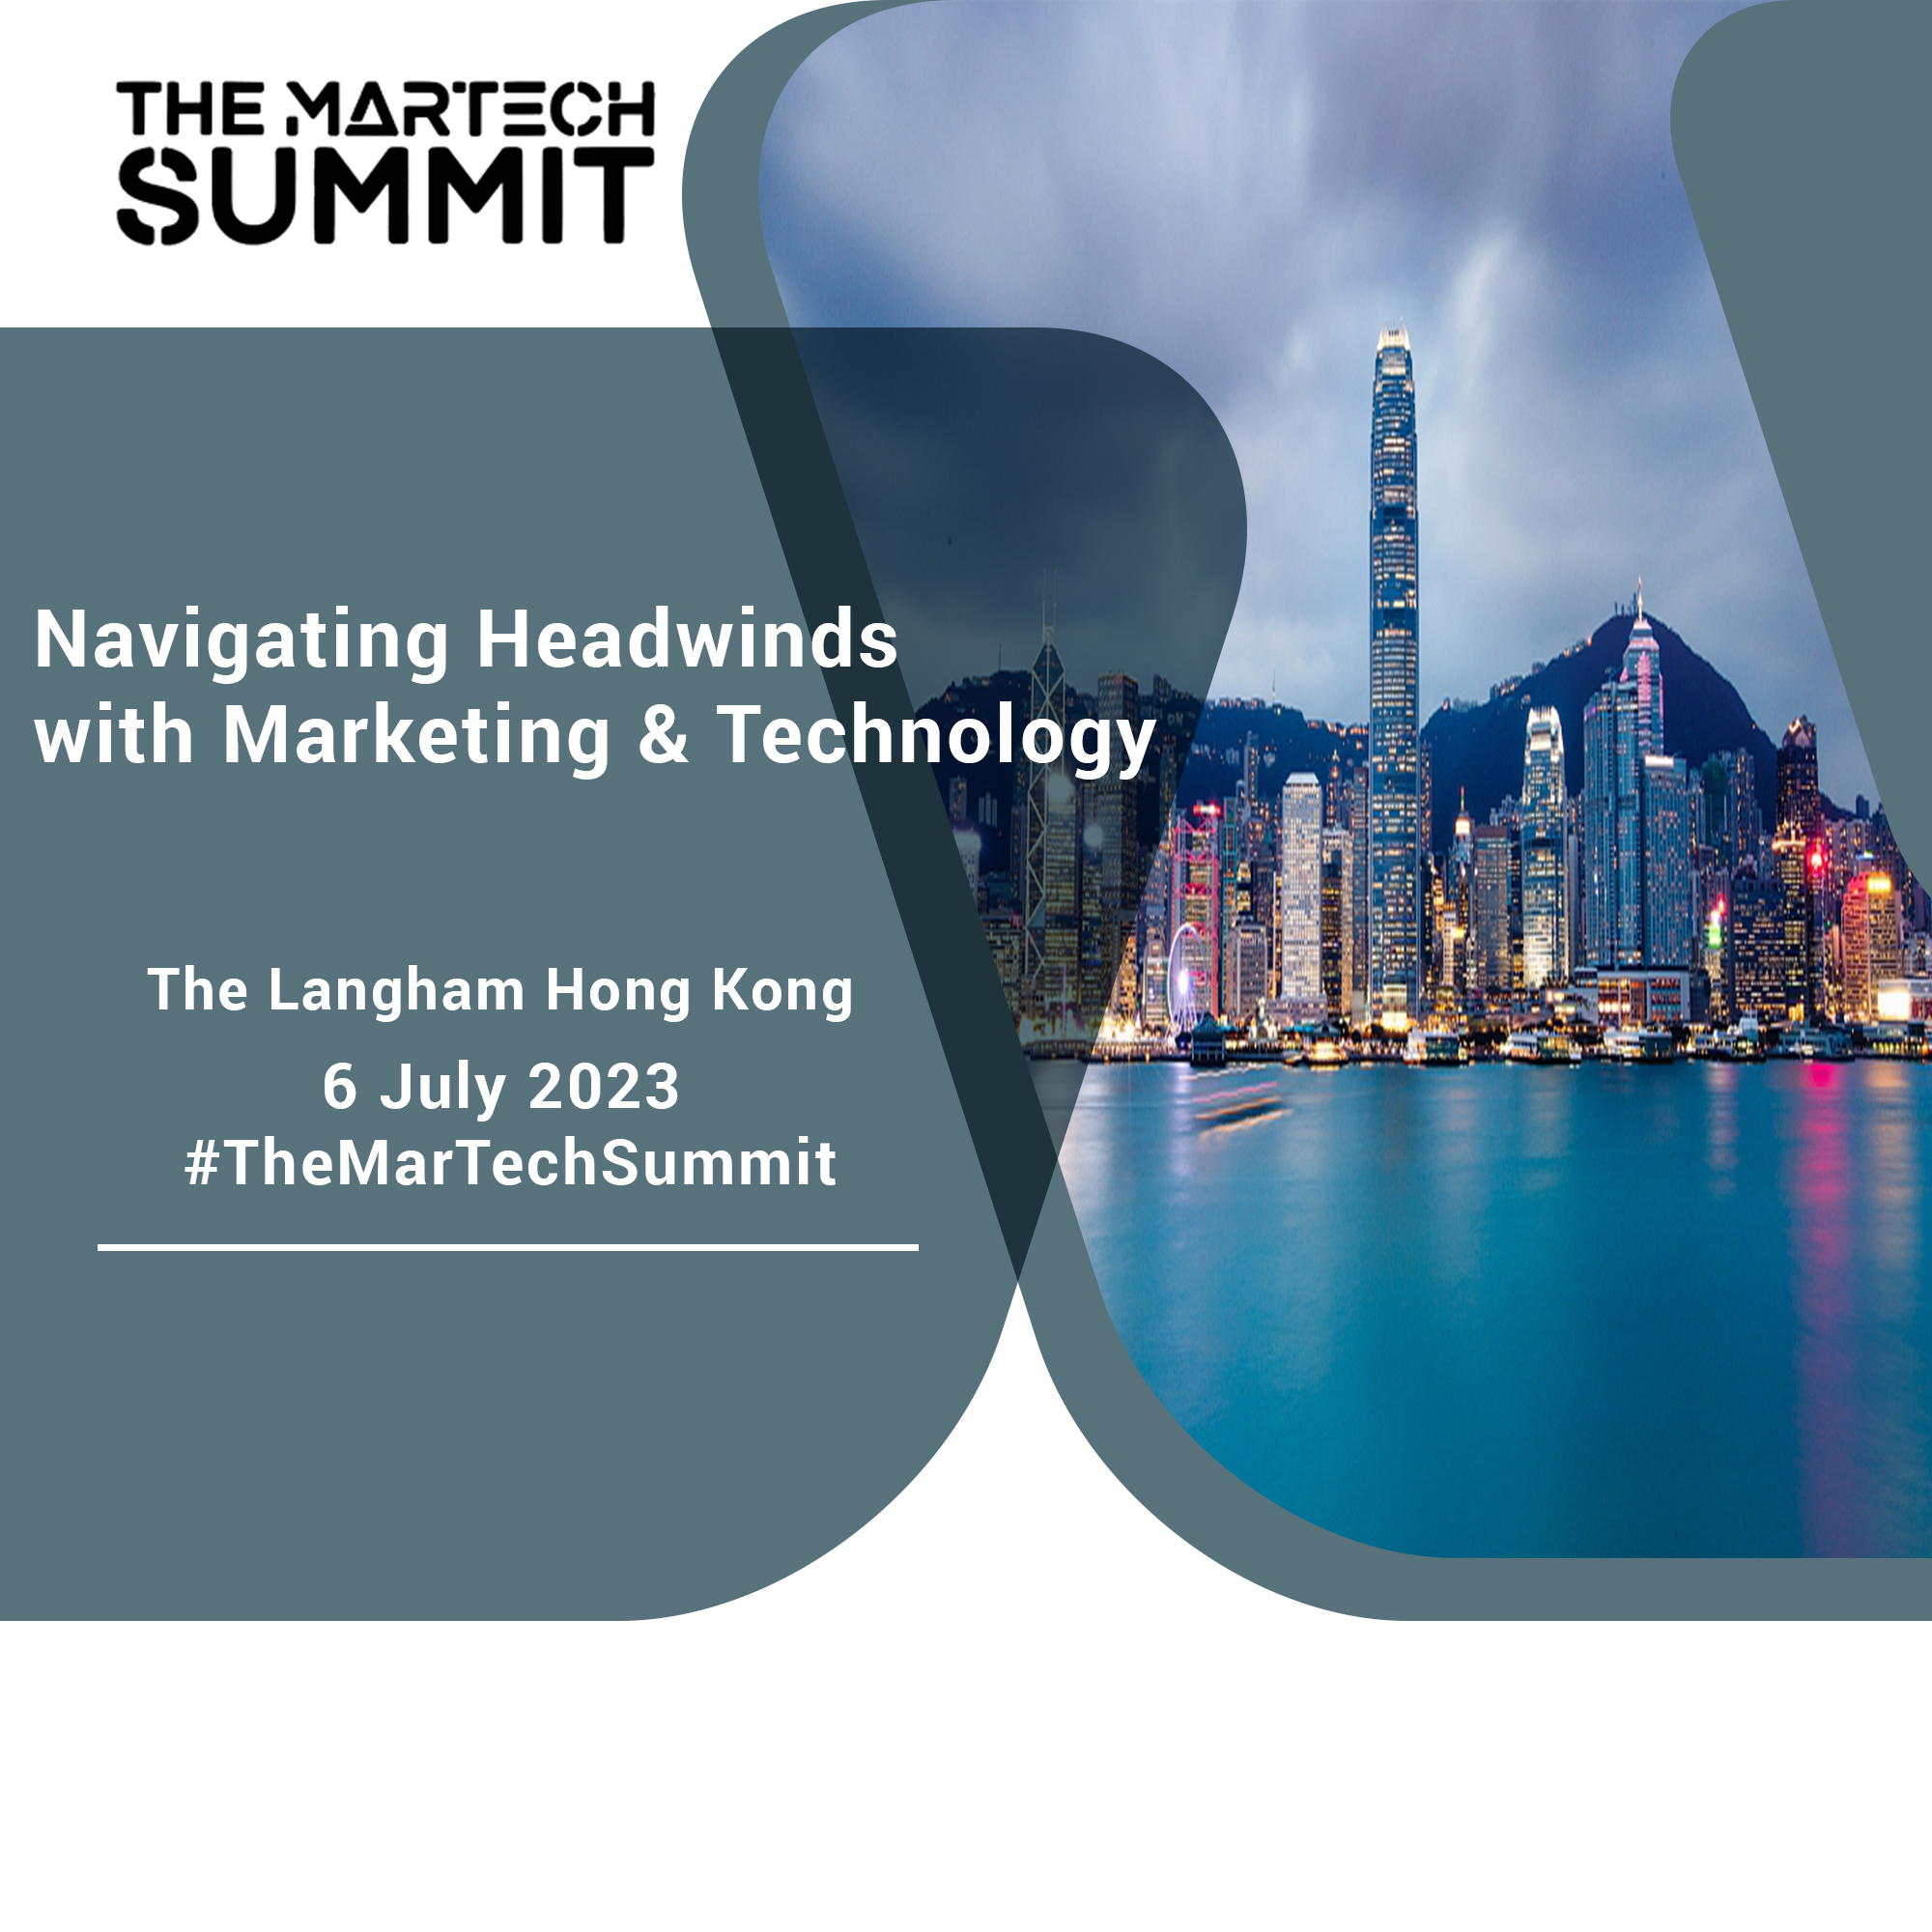 THE MARTECH
SUMMIT
Navigating Headwinds
with Marketing & Technology
The Langham Hong Kong
6 July 2023
#TheMarTechSummit